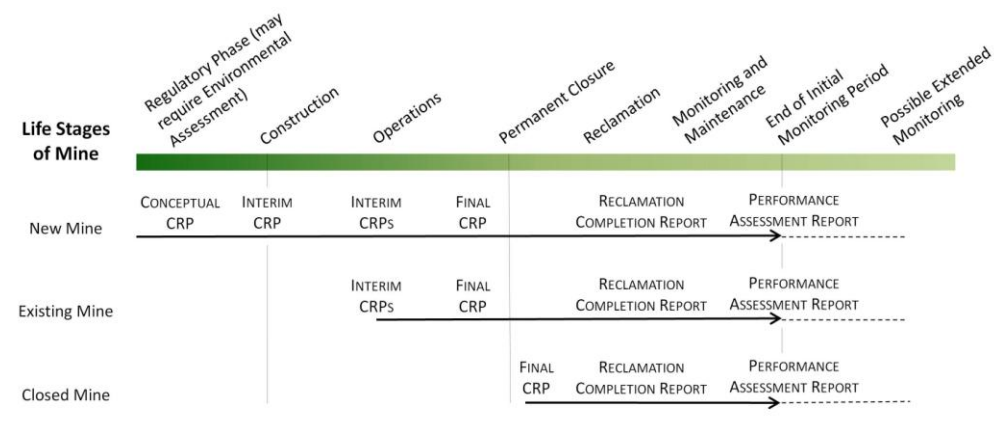 Life Stages
of Mine
Regulatory Phase (may
require Environmental
Assessment)
Construction
Operations
Permanent Closure
Reclamation
Monitoring and
Maintenance
End of Initial
Monitoring Period
Possible Extended
Monitoring
New Mine
CONCEPTUAL
CRP
INTERIM
CRP
INTERIM
CRPS
FINAL
CRP
RECLAMATION
COMPLETION REPORT
PERFORMANCE
ASSESSMENT REPORT
Existing Mine
INTERIM
CRPS
FINAL
CRP
RECLAMATION
COMPLETION REPORT
PERFORMANCE
ASSESSMENT REPORT
Closed Mine
FINAL
CRP
RECLAMATION
COMPLETION REPORT
PERFORMANCE
ASSESSMENT REPORT